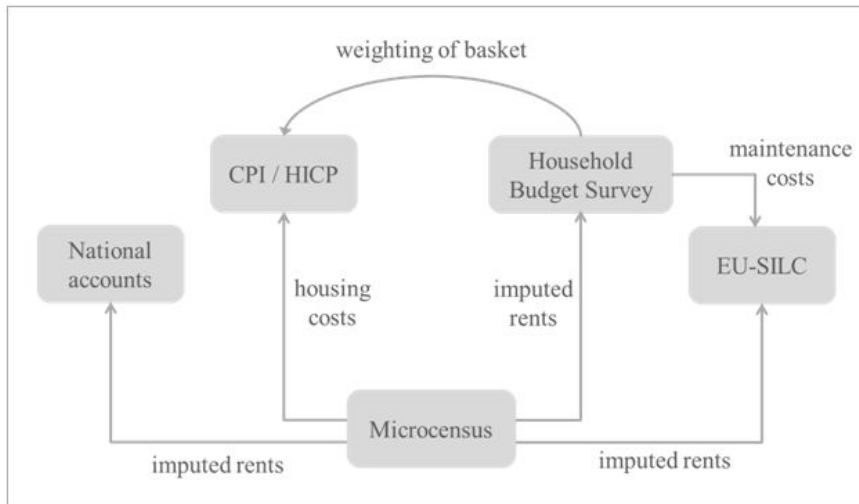 weighting of basket
CPI / HICP
Household
Budget Survey
maintenance
costs
National
accounts
EU-SILC
housing
costs
imputed
rents
Microcensus
imputed rents
imputed rents